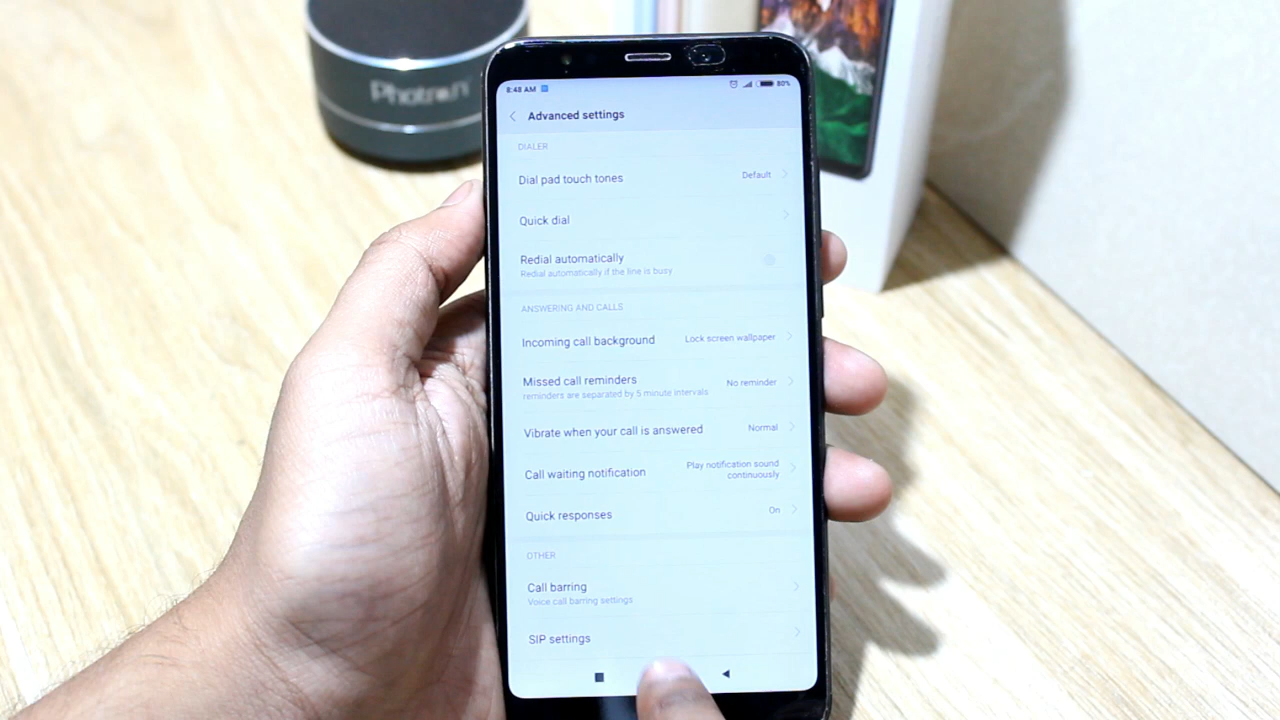 Photron
8:48 AM
80%
Advanced settings
DIALER
Dial pad touch tones
Default
Quick dial
Redial automatically
Redial automatically if the line is busy
ANSWERING AND CALLS
Incoming call background
Lock screen wallpaper
Missed call reminders
reminders are separated by 5 minute intervals
No reminder
Vibrate when your call is answered
Normal
Call waiting notification
Play notification sound
continuously
Quick responses
On
OTHER
Call barring
Voice call barring settings
SIP settings